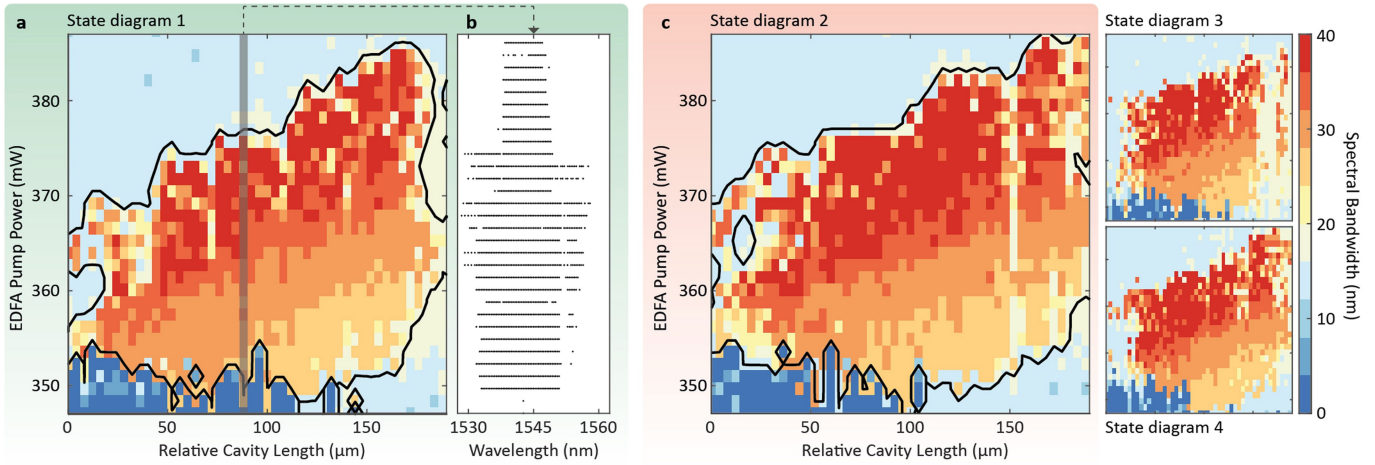 a State diagram 1
b
c State diagram 2
State diagram 3
EDFA Pump Power (mW)
380
370
360
350
0 50 100 150
Relative Cavity Length (μm)
1530 1545 1560
Wavelength (nm)
EDFA Pump Power (mW)
380
370
360
350
0 50 100 150
Relative Cavity Length (μm)
State diagram 4
40
30
20
10
0
Spectral Bandwidth (nm)